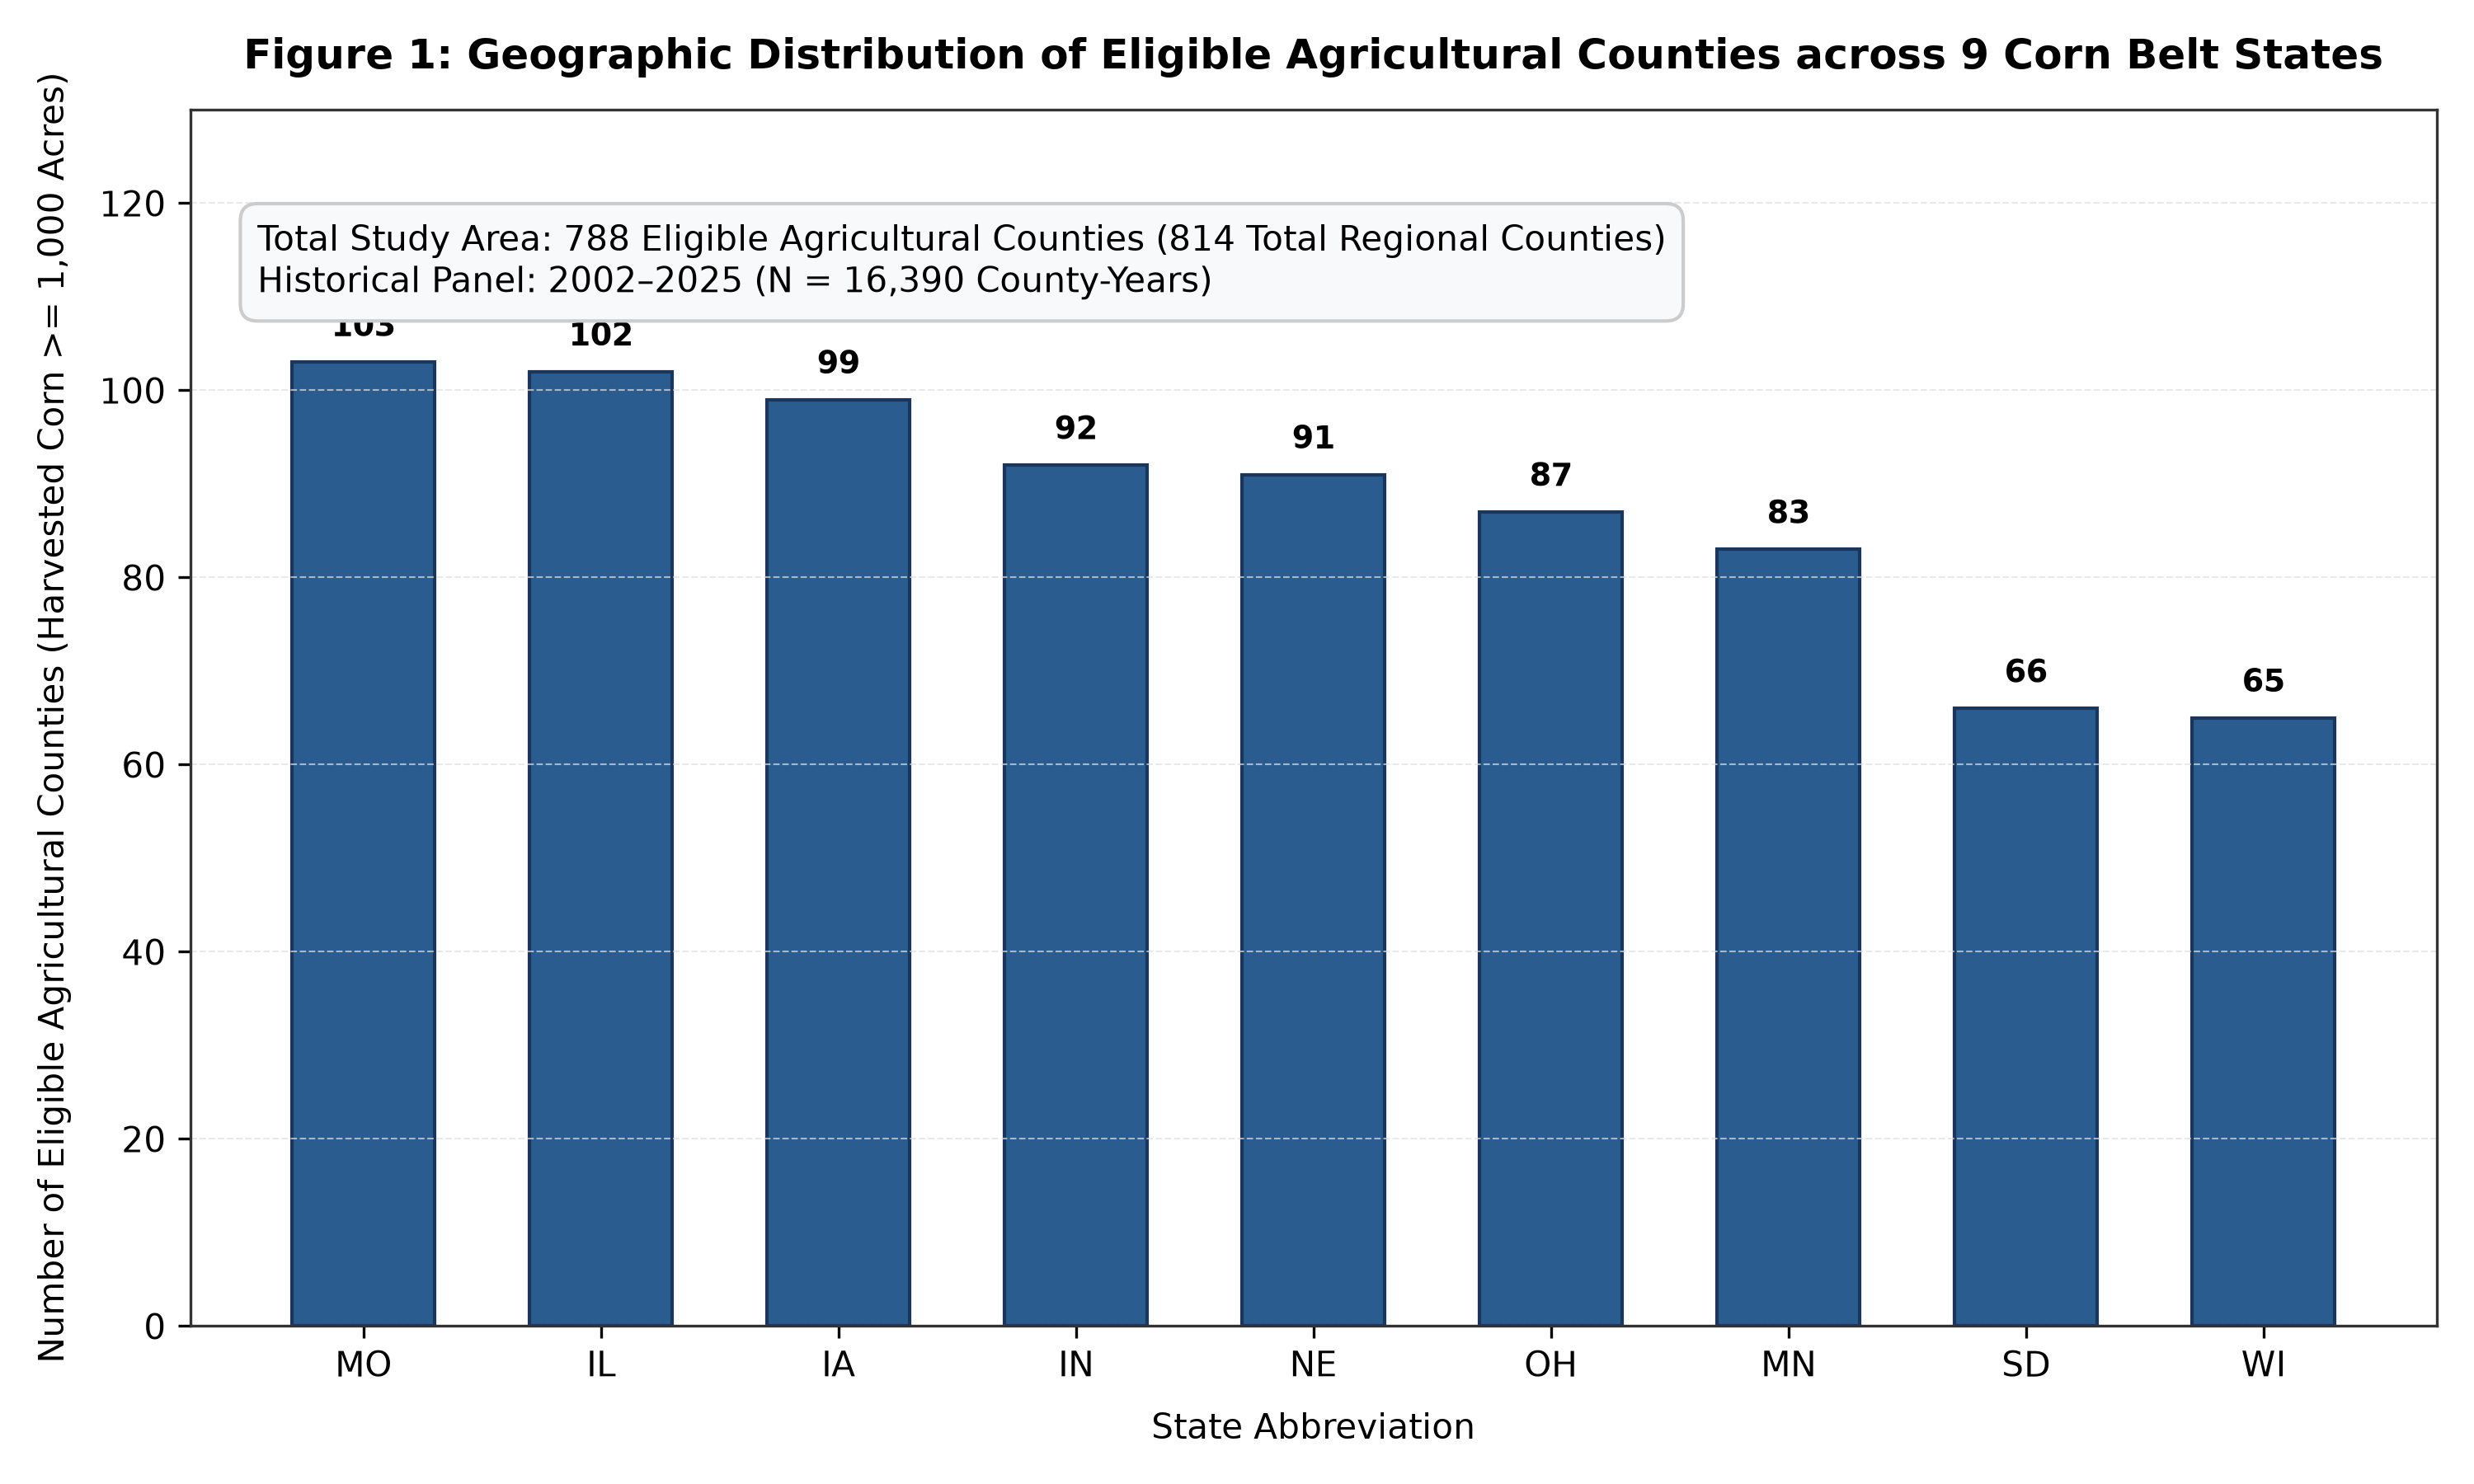 Figure 1: Geographic Distribution of Eligible Agricultural Counties across 9 Corn Belt States
Number of Eligible Agricultural Counties (Harvested Corn >= 1,000 Acres)
120
100
80
60
40
20
0
Total Study Area: 788 Eligible Agricultural Counties (814 Total Regional Counties)
Historical Panel: 2002–2025 (N = 16,390 County-Years)
103
102
99
92
91
87
83
66
65
MO
IL
IA
IN
NE
OH
MN
SD
WI
State Abbreviation